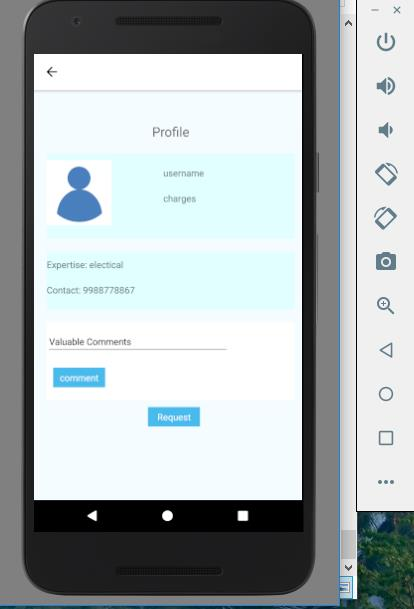 Profile
username
charges
Expertise: electical
Contact: 9988778867
Valuable Comments
comment
Request